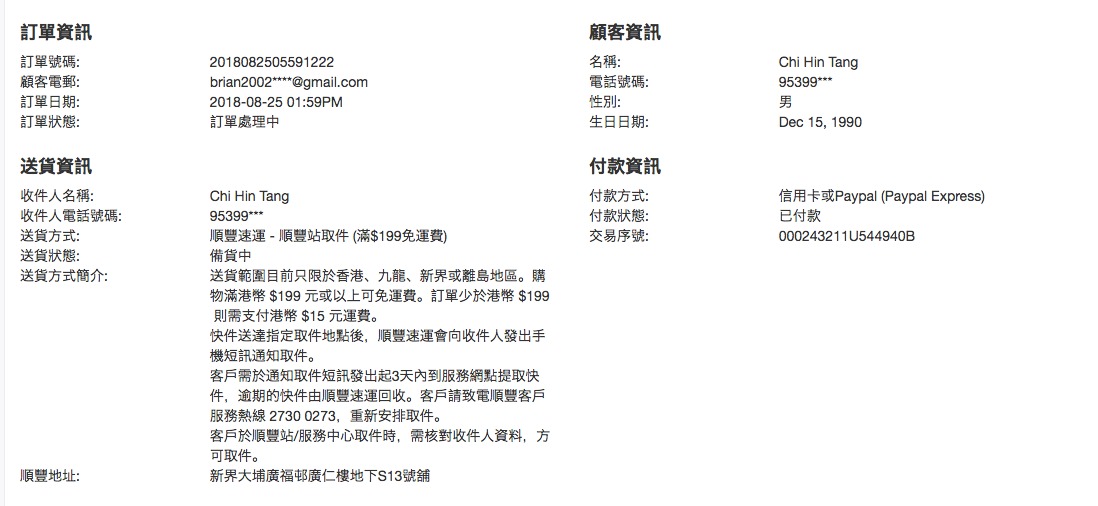 訂單資訊
訂單號碼: 2018082505591222
顧客電郵: brian2002****@gmail.com
訂單日期: 2018-08-25 01:59PM
訂單狀態: 訂單處理中
顧客資訊
名稱: Chi Hin Tang
電話號碼: 95399***
性別: 男
生日日期: Dec 15, 1990
送貨資訊
收件人名稱: Chi Hin Tang
收件人電話號碼: 95399***
送貨方式: 順豐速運 - 順豐站取件 (滿$199免運費)
送貨狀態: 備貨中
送貨方式簡介: 送貨範圍目前只限於香港、九龍、新界或離島地區。購
物滿港幣 $199 元或以上可免運費。訂單少於港幣 $199
則需支付港幣 $15 元運費。
快件送達指定取件地點後，順豐速運會向收件人發出手
機短訊通知取件。
客戶需於通知取件短訊發出起3天內到服務網點提取快
件，逾期的快件由順豐速運回收。客戶請致電順豐客戶
服務熱線 2730 0273，重新安排取件。
客戶於順豐站/服務中心取件時，需核對收件人資料，方
可取件。
順豐地址: 新界大埔廣福邨廣仁樓地下S13號舖
付款資訊
付款方式: 信用卡或Paypal (Paypal Express)
付款狀態: 已付款
交易序號: 000243211U544940B